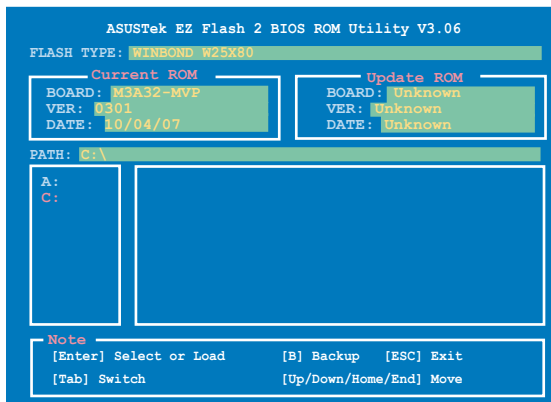 ASUSTek EZ Flash 2 BIOS ROM Utility V3.06
FLASH TYPE: WINBOND W25X80
Current ROM
BOARD: M3A32-MVP
VER: 0301
DATE: 10/04/07
Update ROM
BOARD: Unknown
VER: Unknown
DATE: Unknown
PATH: C:\
A:
C:
Note
[Enter] Select or Load [B] Backup [ESC] Exit
[Tab] Switch [Up/Down/Home/End] Move